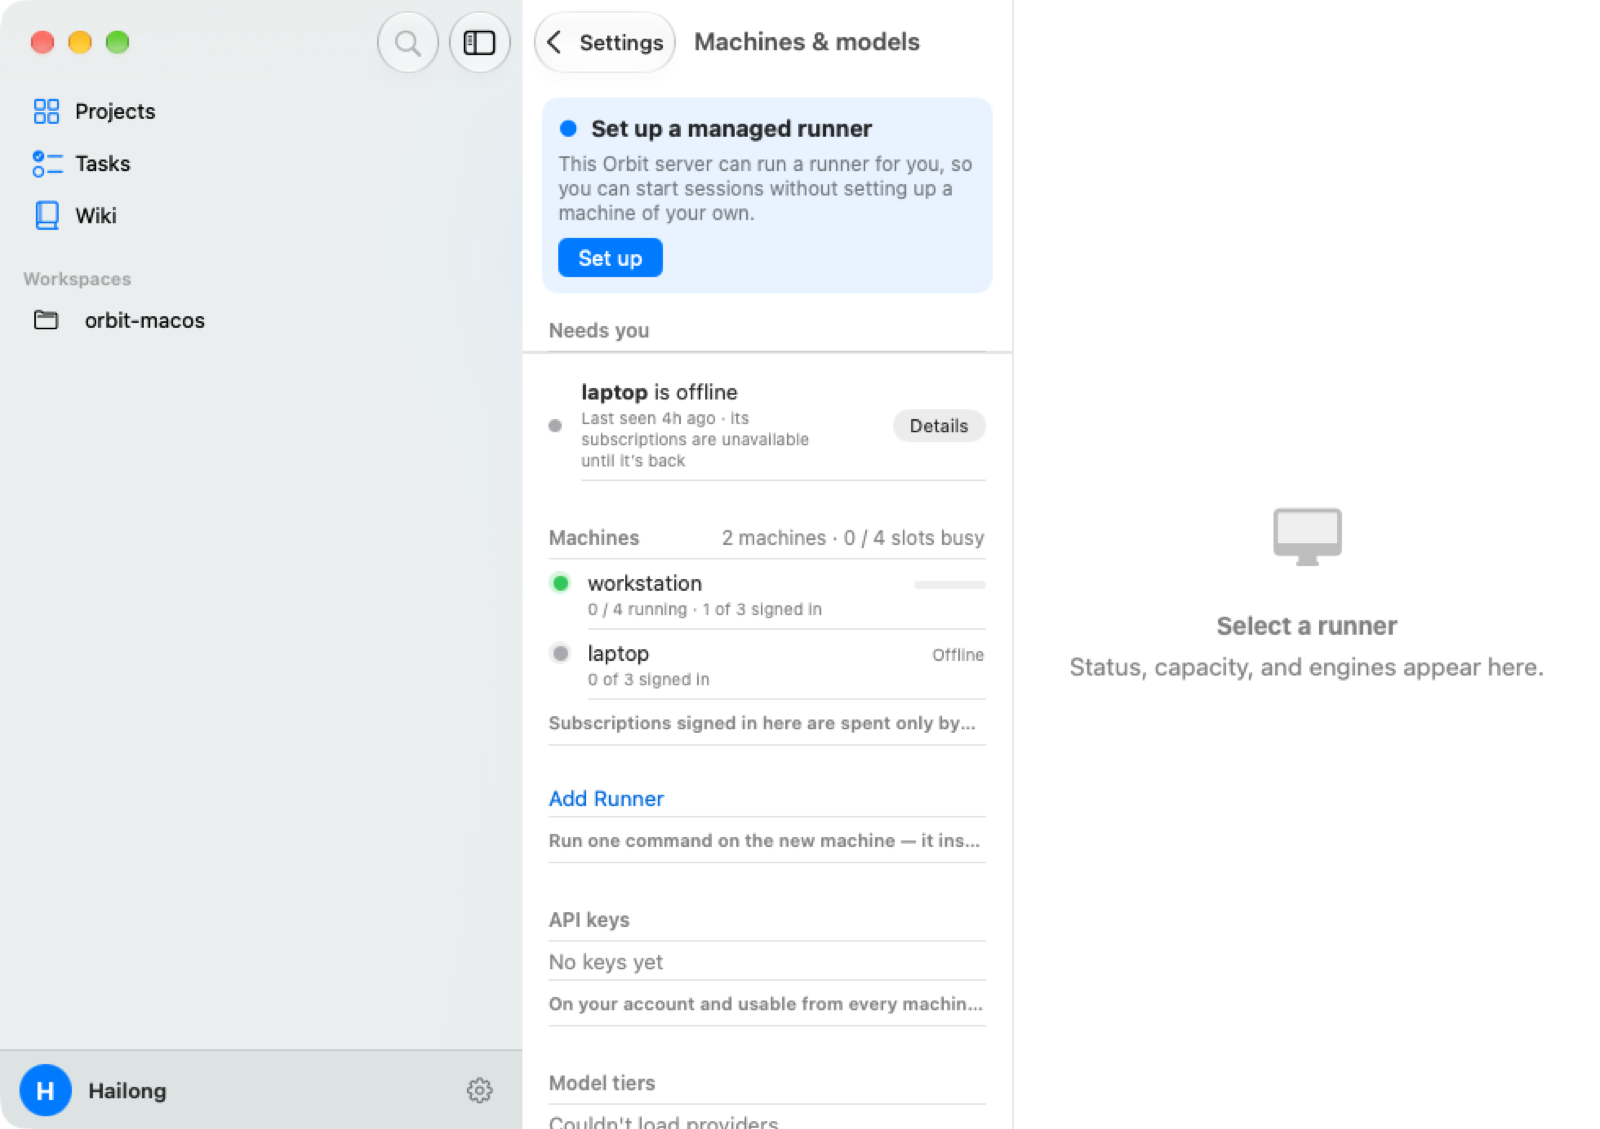 Projects
Tasks
Wiki
Workspaces
orbit-macos
H
Hailong
Settings
Machines & models
Set up a managed runner
This Orbit server can run a runner for you, so
you can start sessions without setting up a
machine of your own.
Set up
Needs you
laptop is offline
Last seen 4h ago · its
subscriptions are unavailable
until it's back
Details
Machines
2 machines · 0 / 4 slots busy
workstation
0 / 4 running · 1 of 3 signed in
laptop
Offline
0 of 3 signed in
Subscriptions signed in here are spent only by...
Add Runner
Run one command on the new machine — it ins...
API keys
No keys yet
On your account and usable from every machin...
Model tiers
Couldn't load providers
Select a runner
Status, capacity, and engines appear here.